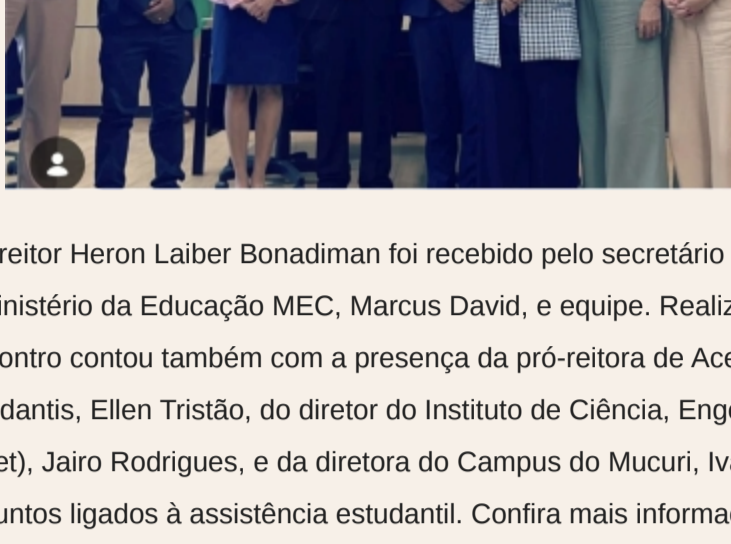 reitor Heron Laiber Bonadiman foi recebido pelo secretário
inistério da Educação MEC, Marcus David, e equipe. Realiz
ontro contou também com a presença da pró-reitora de Ace
dantis, Ellen Tristão, do diretor do Instituto de Ciência, Enge
et), Jairo Rodrigues, e da diretora do Campus do Mucuri, Iva
untos ligados à assistência estudantil. Confira mais informaç